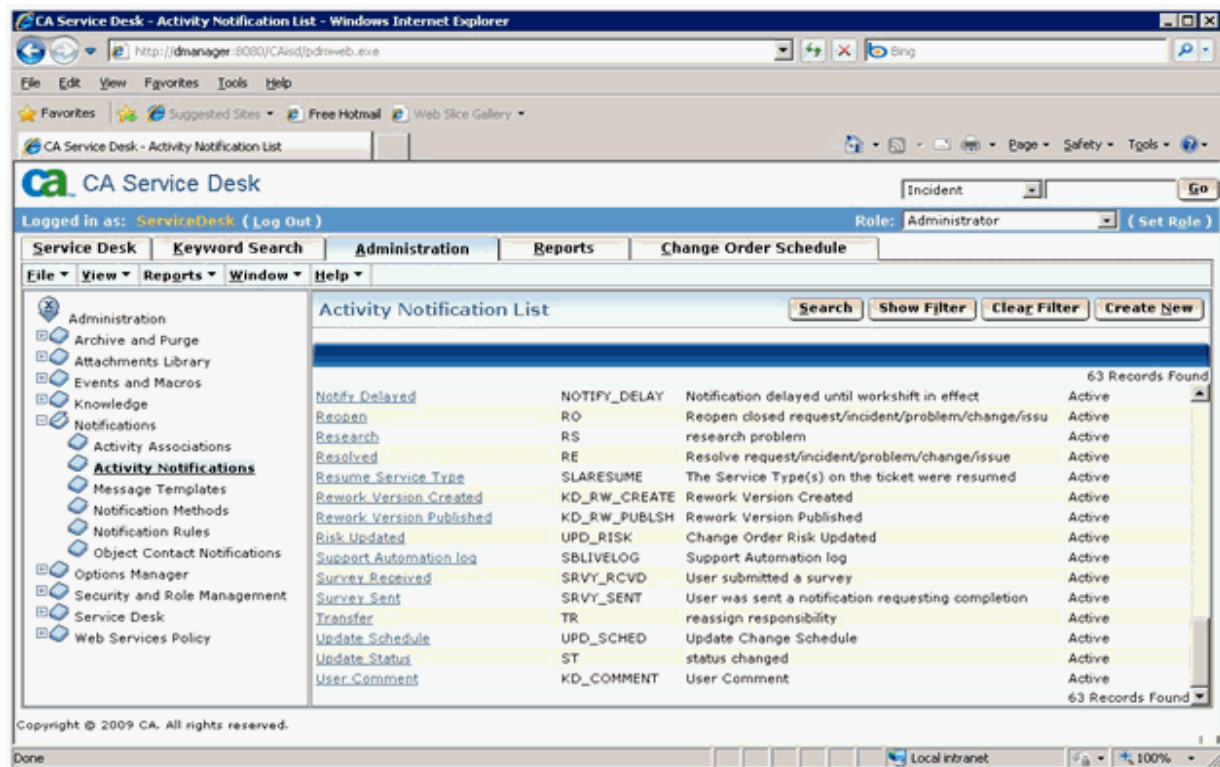 CA Service Desk - Activity Notification List - Windows Internet Explorer
http://dmanager:8080/CAisd/pdmweb.exe
Bing
File Edit View Favorites Tools Help
Favorites Suggested Sites Free Hotmail Web Slice Gallery
CA Service Desk - Activity Notification List
Page Safety Tools
ca CA Service Desk
Incident Go
Logged in as: ServiceDesk ( Log Out )
Role: Administrator ( Set Role )
Service Desk Keyword Search Administration Reports Change Order Schedule
File View Reports Window Help
Administration
Archive and Purge
Attachments Library
Events and Macros
Knowledge
Notifications
Activity Associations
Activity Notifications
Message Templates
Notification Methods
Notification Rules
Object Contact Notifications
Options Manager
Security and Role Management
Service Desk
Web Services Policy
Activity Notification List Search Show Filter Clear Filter Create New
63 Records Found
Notify Delayed NOTIFY_DELAY Notification delayed until workshift in effect Active
Reopen RO Reopen closed request/incident/problem/change/issu Active
Research RS research problem Active
Resolved RE Resolve request/incident/problem/change/issue Active
Resume Service Type SLARESUME The Service Type(s) on the ticket were resumed Active
Rework Version Created KD_RW_CREATE Rework Version Created Active
Rework Version Published KD_RW_PUBLSH Rework Version Published Active
Risk Updated UPD_RISK Change Order Risk Updated Active
Support Automation log SBLIVELOG Support Automation log Active
Survey Received SRVY_RCVD User submitted a survey Active
Survey Sent SRVY_SENT User was sent a notification requesting completion Active
Transfer TR reassign responsibility Active
Update Schedule UPD_SCHED Update Change Schedule Active
Update Status ST status changed Active
User Comment KD_COMMENT User Comment Active
63 Records Found
Copyright © 2009 CA. All rights reserved.
Done Local intranet 100%